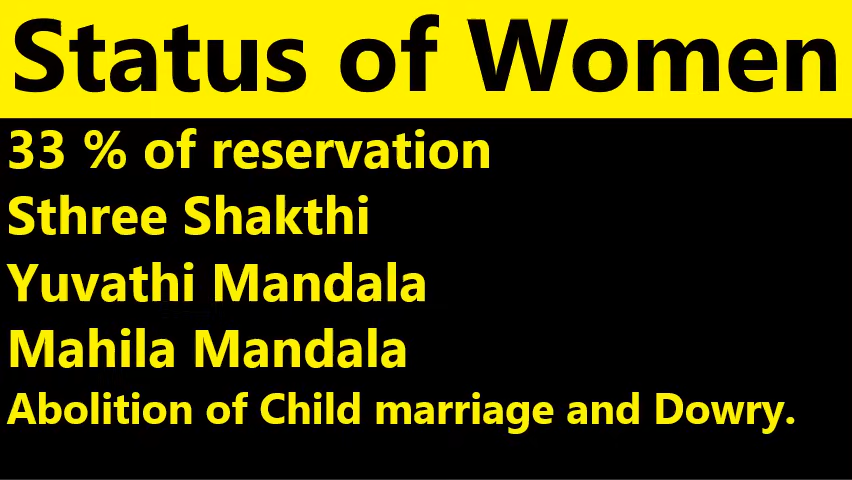 Status of Women
33 % of reservation
Sthree Shakthi
Yuvathi Mandala
Mahila Mandala
Abolition of Child marriage and Dowry.